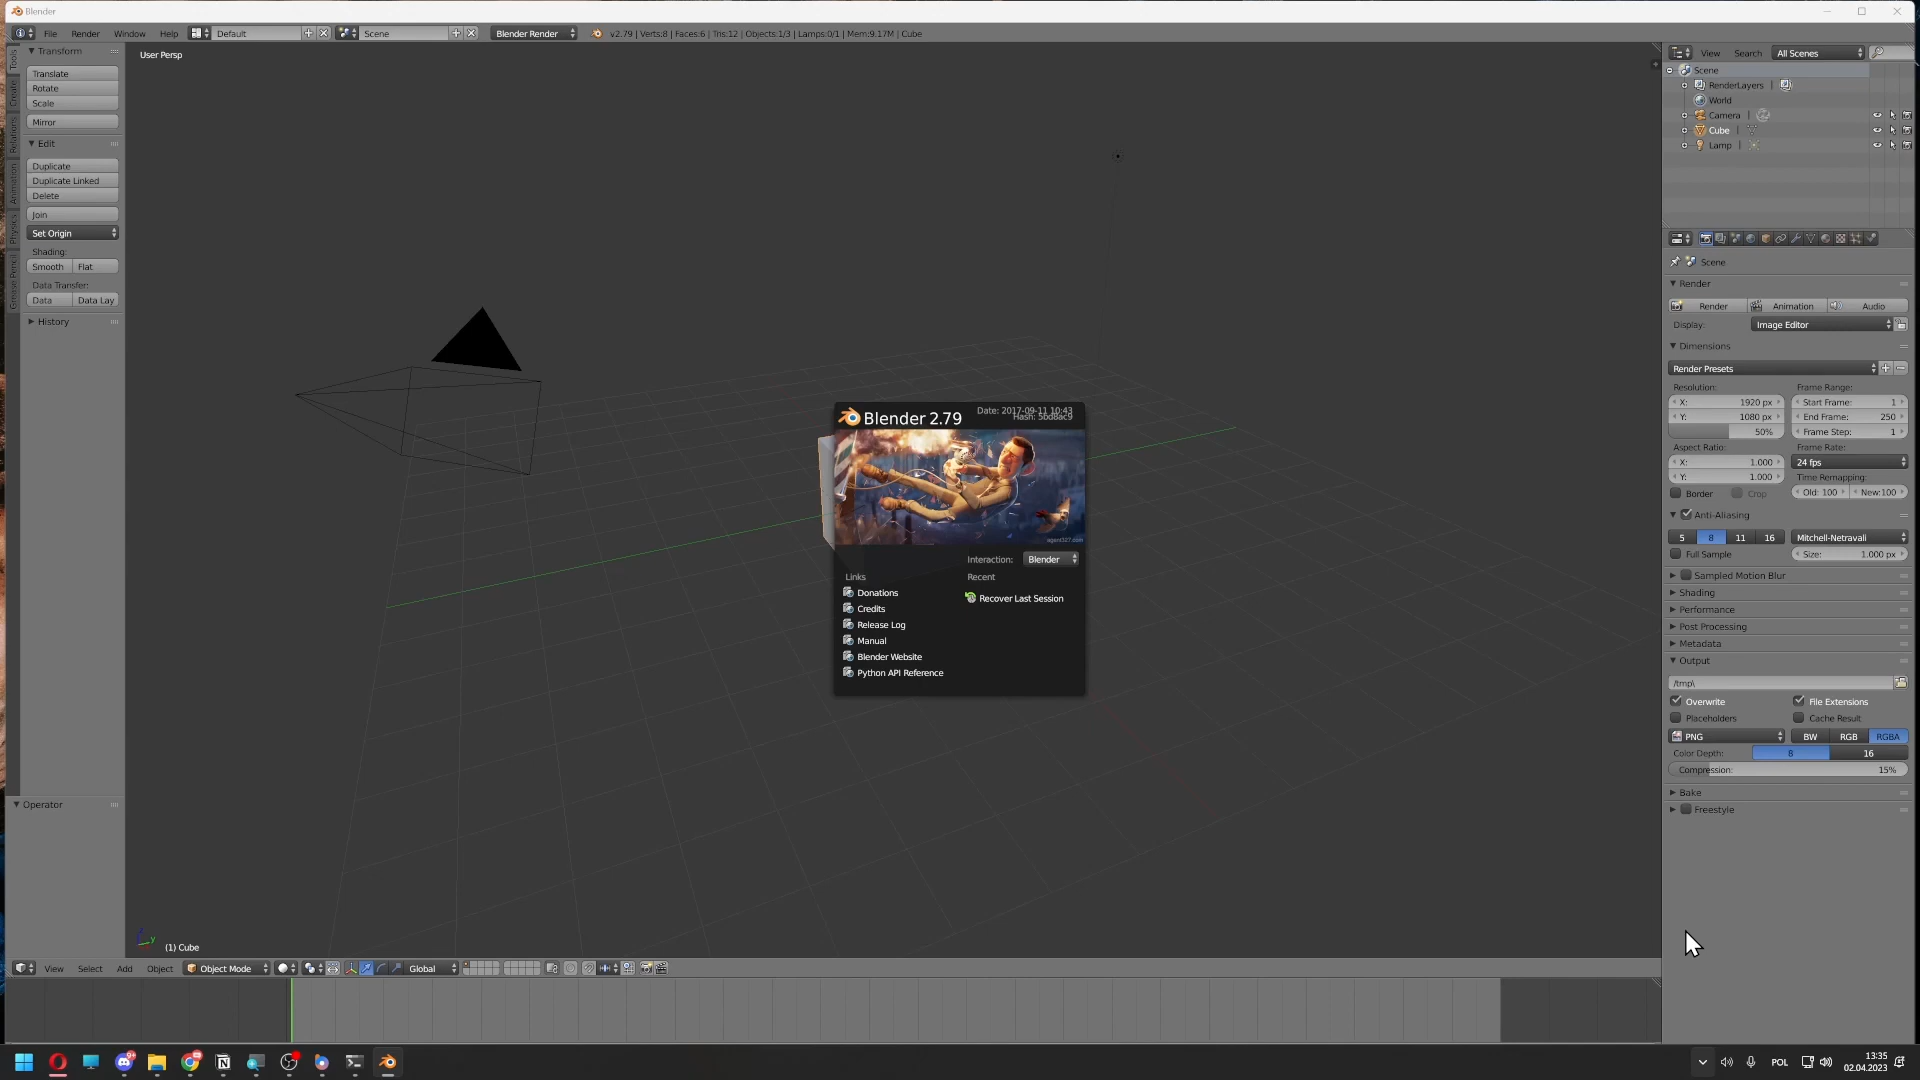 Blender
File Render Window Help Default Scene Blender Render v2.79 | Verts:8 | Faces:6 | Tris:12 | Objects:1/3 | Lamps:0/1 | Mem:9.17M | Cube
Tools
Create
Relations
Animation
Physics
Grease Pencil
Transform
Translate
Rotate
Scale
Mirror
Edit
Duplicate
Duplicate Linked
Delete
Join
Set Origin
Shading:
Smooth Flat
Data Transfer:
Data Data Lay
History
Operator
User Persp
Blender 2.79
Date: 2017-09-11 10:43
Hash: 5bd8ac9
agent327.com
Interaction: Blender
Links
Donations
Credits
Release Log
Manual
Blender Website
Python API Reference
Recent
Recover Last Session
(1) Cube
View Select Add Object Object Mode Global
View Search All Scenes
Scene
RenderLayers |
World
Camera |
Cube |
Lamp |
Scene
Render
Render Animation Audio
Display: Image Editor
Dimensions
Render Presets
Resolution: Frame Range:
X: 1920 px Start Frame: 1
Y: 1080 px End Frame: 250
50% Frame Step: 1
Aspect Ratio: Frame Rate:
X: 1.000 24 fps
Y: 1.000 Time Remapping:
Border Crop Old: 100 New:100
Anti-Aliasing
5 8 11 16 Mitchell-Netravali
Full Sample Size: 1.000 px
Sampled Motion Blur
Shading
Performance
Post Processing
Metadata
Output
/tmp\
Overwrite File Extensions
Placeholders Cache Result
PNG BW RGB RGBA
Color Depth: 8 16
Compression: 15%
Bake
Freestyle
POL 13:35
02.04.2023